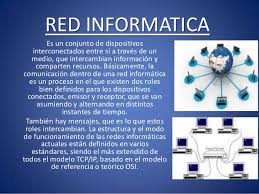 RED INFORMATICA
Es un conjunto de dispositivos
interconectados entre si a través de un
medio, que intercambian información y
comparten recursos. Básicamente, la
comunicación dentro de una red informática
es un proceso en el que existen dos roles
bien definidos para los dispositivos
conectados, emisor y receptor, que se van
asumiendo y alternando en distintos
instantes de tiempo.
También hay mensajes, que es lo que estos
roles intercambian. La estructura y el modo
de funcionamiento de las redes informáticas
actuales están definidos en varios
estándares, siendo el más extendido de
todos el modelo TCP/IP, basado en el modelo
de referencia o teórico OSI.